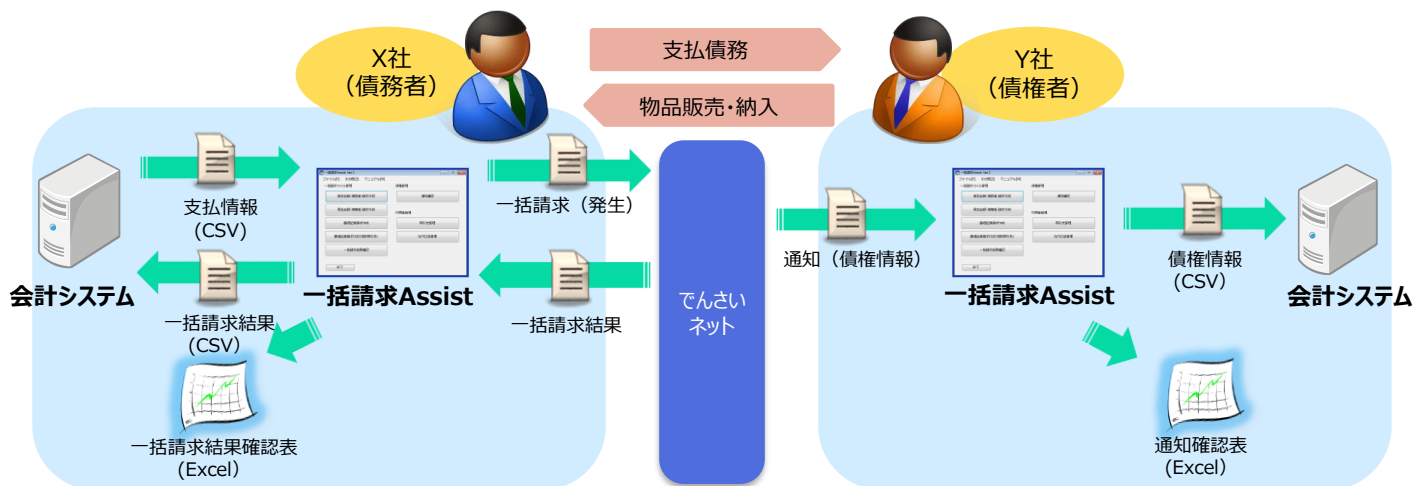 X社
（債務者）
支払債務
物品販売・納入
Y社
（債権者）
支払情報
(CSV)
一括請求（発生）
会計システム
一括請求Assist
一括請求結果
(CSV)
一括請求結果
一括請求結果確認表
(Excel）
でんさい
ネット
通知（債権情報）
一括請求Assist
債権情報
(CSV)
会計システム
通知確認表
(Excel）